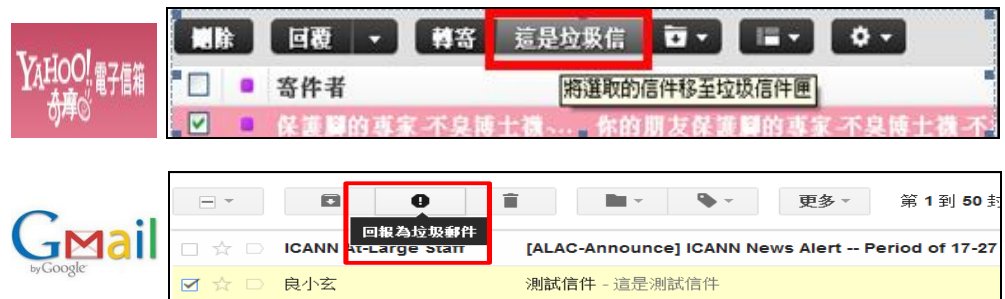 YAHOO!
奇摩
電子信箱
刪除 回覆 轉寄 這是垃圾信
寄件者
將選取的信件移至垃圾信件匣
保護腳的專家-不臭博士襪-... 你的朋友保護腳的專家-不臭博士襪-不
Gmail
by Google
更多 第 1 到 50 封
回報為垃圾郵件
ICANN At-Large Staff [ALAC-Announce] ICANN News Alert -- Period of 17-27
良小玄 測試信件 - 這是測試信件